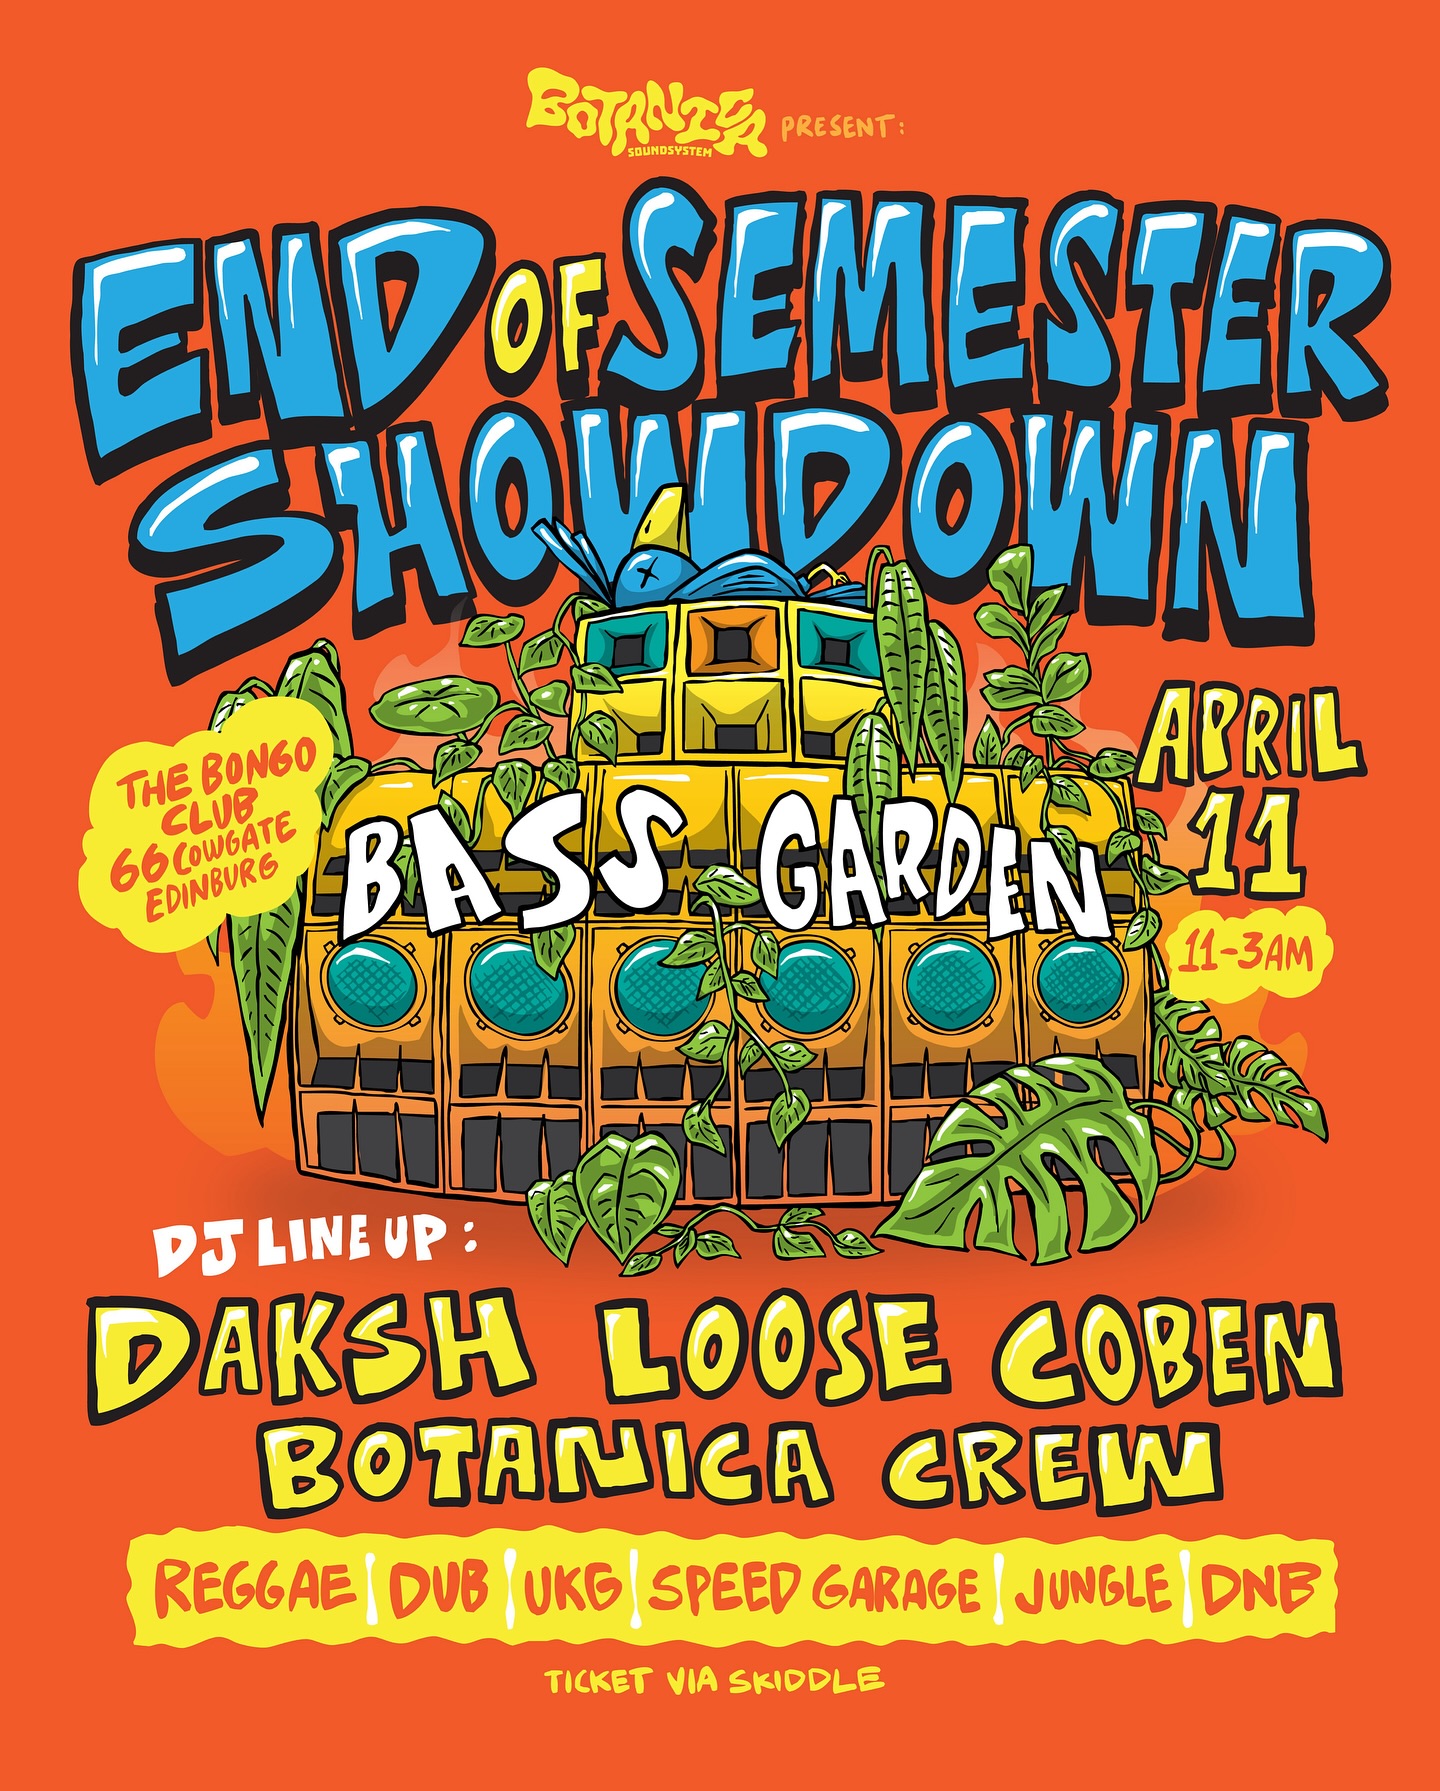 BOTANICA PRESENT:
SOUNDSYSTEM
END OF SEMESTER
SHOWDOWN
THE BONGO
CLUB
66 COWGATE
EDINBURG
APRIL
11
11-3AM
BASS GARDEN
DJ LINE UP:
DAKSH LOOSE COBEN
BOTANICA CREW
REGGAE | DUB | UKG | SPEED GARAGE | JUNGLE | DNB
TICKET VIA SKIDDLE